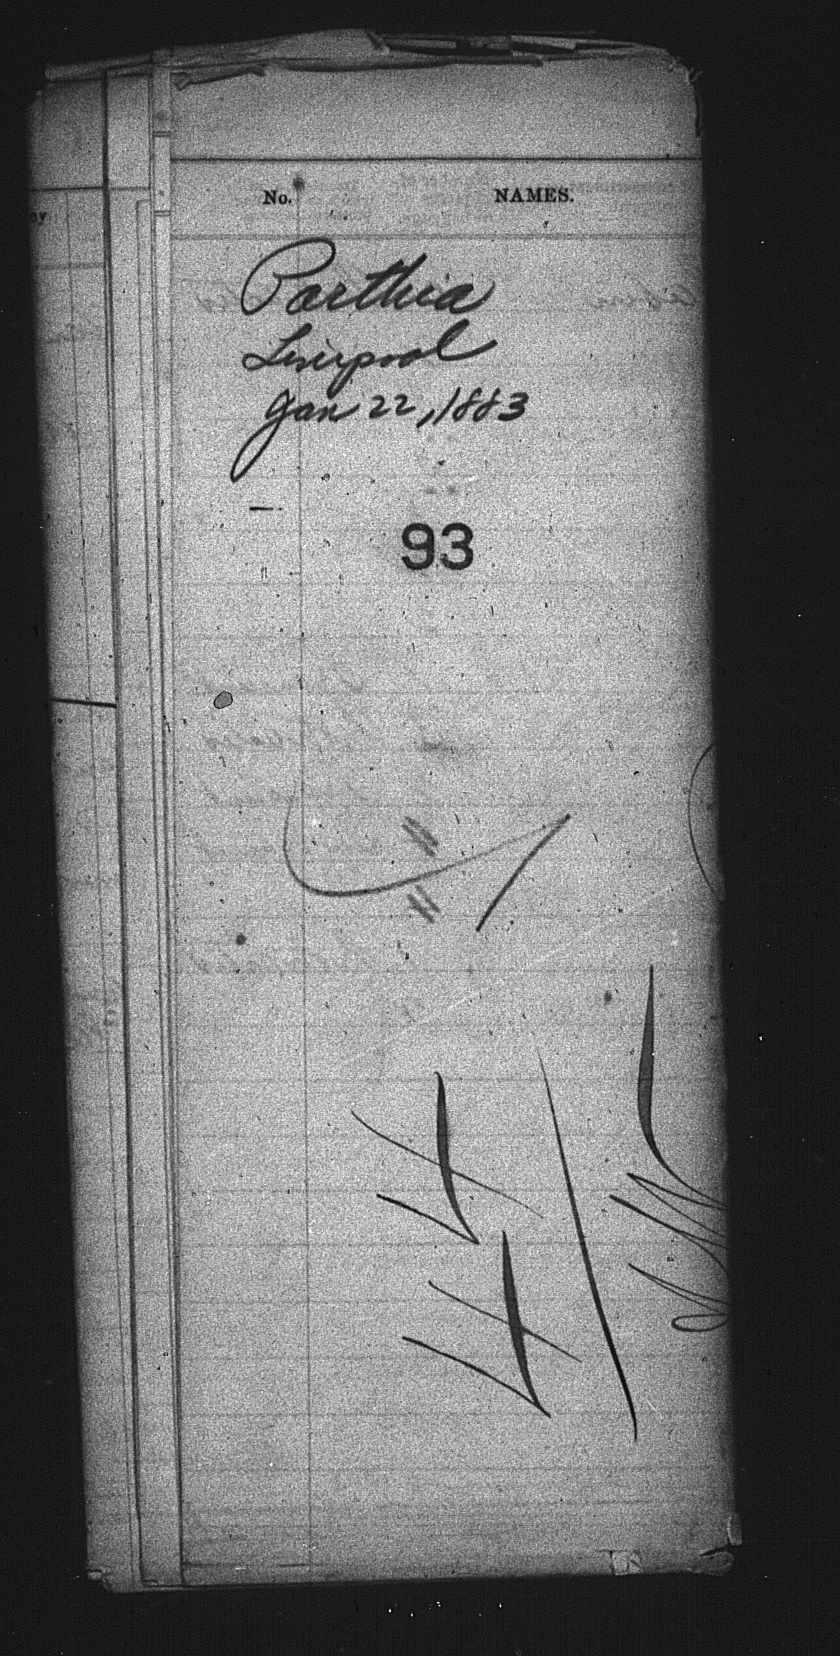 No. NAMES.
Parthia
Liverpool
Jan 22, 1883
93